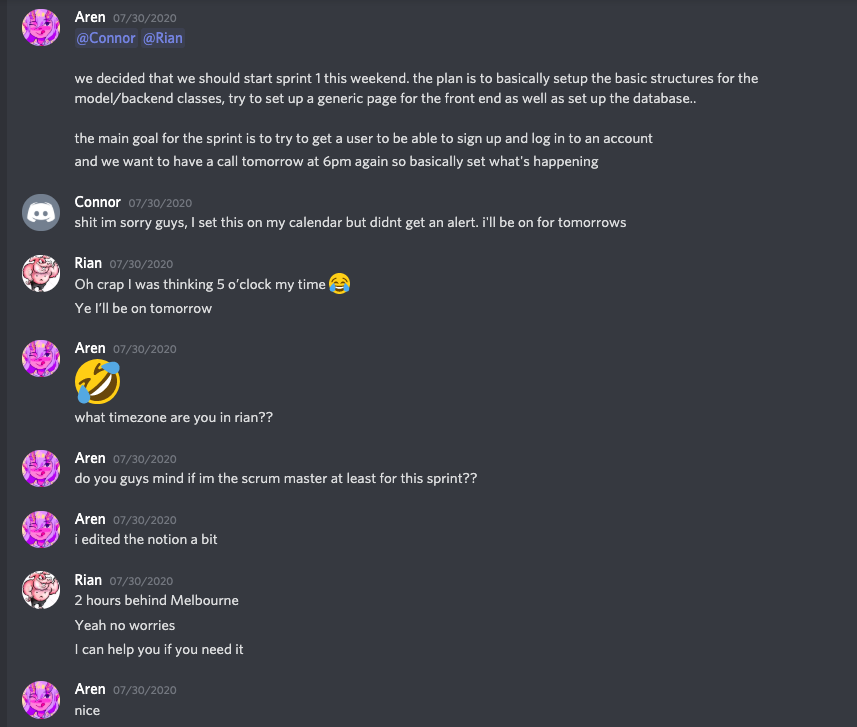 Aren 07/30/2020
@Connor @Rian
we decided that we should start sprint 1 this weekend. the plan is to basically setup the basic structures for the
model/backend classes, try to set up a generic page for the front end as well as set up the database..
the main goal for the sprint is to try to get a user to be able to sign up and log in to an account
and we want to have a call tomorrow at 6pm again so basically set what's happening
Connor 07/30/2020
shit im sorry guys, I set this on my calendar but didnt get an alert. i'll be on for tomorrows
Rian 07/30/2020
Oh crap I was thinking 5 o’clock my time 😂
Ye I’ll be on tomorrow
Aren 07/30/2020
🤣
what timezone are you in rian??
Aren 07/30/2020
do you guys mind if im the scrum master at least for this sprint??
Aren 07/30/2020
i edited the notion a bit
Rian 07/30/2020
2 hours behind Melbourne
Yeah no worries
I can help you if you need it
Aren 07/30/2020
nice